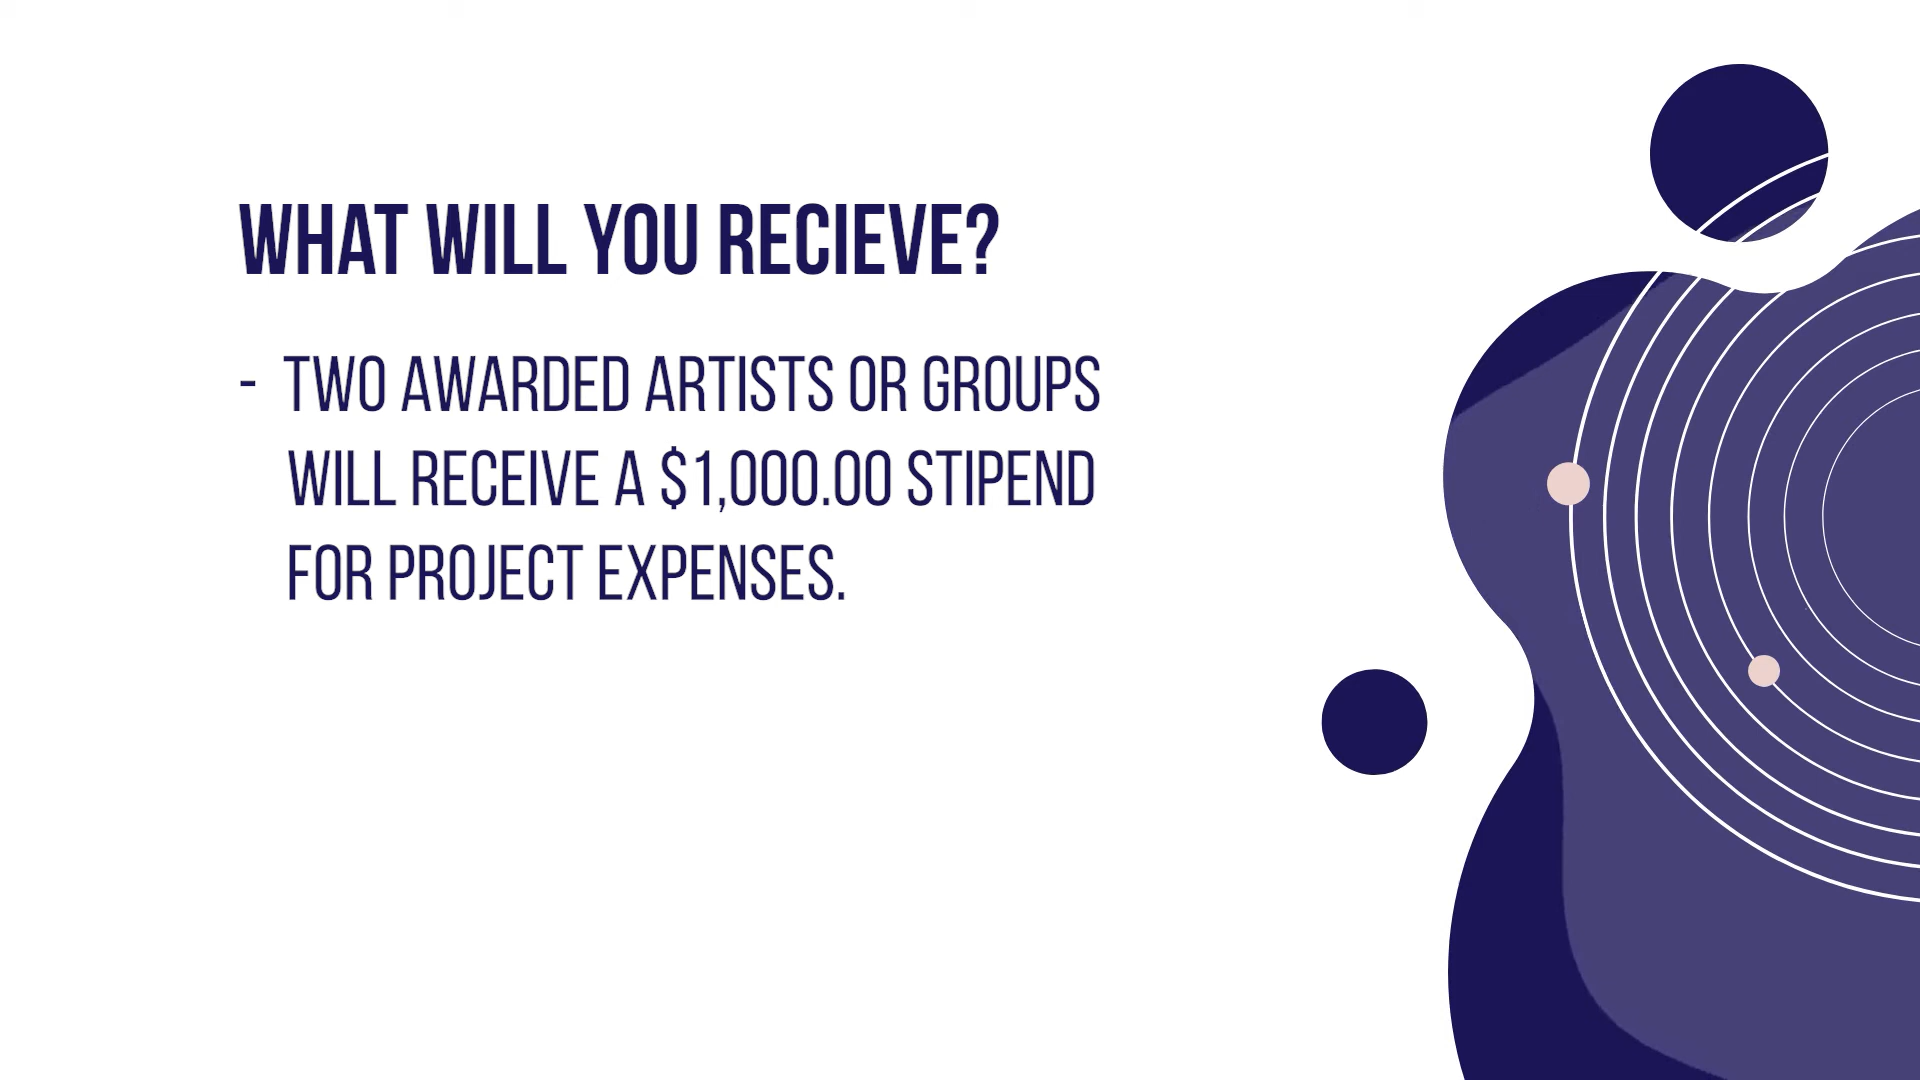 WHAT WILL YOU RECIEVE?
- TWO AWARDED ARTISTS OR GROUPS
WILL RECEIVE A $1,000.00 STIPEND
FOR PROJECT EXPENSES.